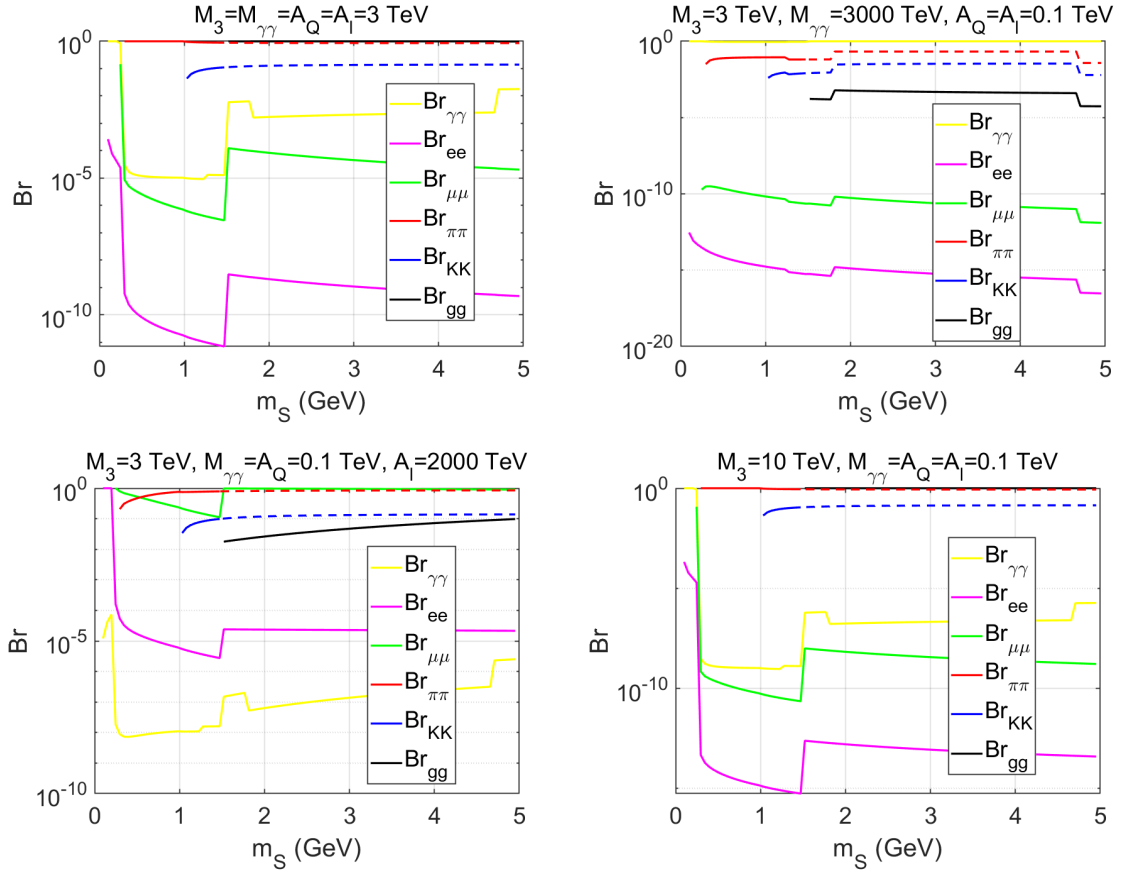 M3=Mγγ=AQ=Al=3 TeV
Br
10^0
10^-5
10^-10
0 1 2 3 4 5
mS (GeV)
Brγγ
Bree
Brμμ
Brππ
BrKK
Brgg
M3=3 TeV, Mγγ=3000 TeV, AQ=Al=0.1 TeV
Br
10^0
10^-10
10^-20
0 1 2 3 4 5
mS (GeV)
Brγγ
Bree
Brμμ
Brππ
BrKK
Brgg
M3=3 TeV, Mγγ=AQ=0.1 TeV, Al=2000 TeV
Br
10^0
10^-5
10^-10
0 1 2 3 4 5
mS (GeV)
Brγγ
Bree
Brμμ
Brππ
BrKK
Brgg
M3=10 TeV, Mγγ=AQ=Al=0.1 TeV
Br
10^0
10^-10
0 1 2 3 4 5
mS (GeV)
Brγγ
Bree
Brμμ
Brππ
BrKK
Brgg